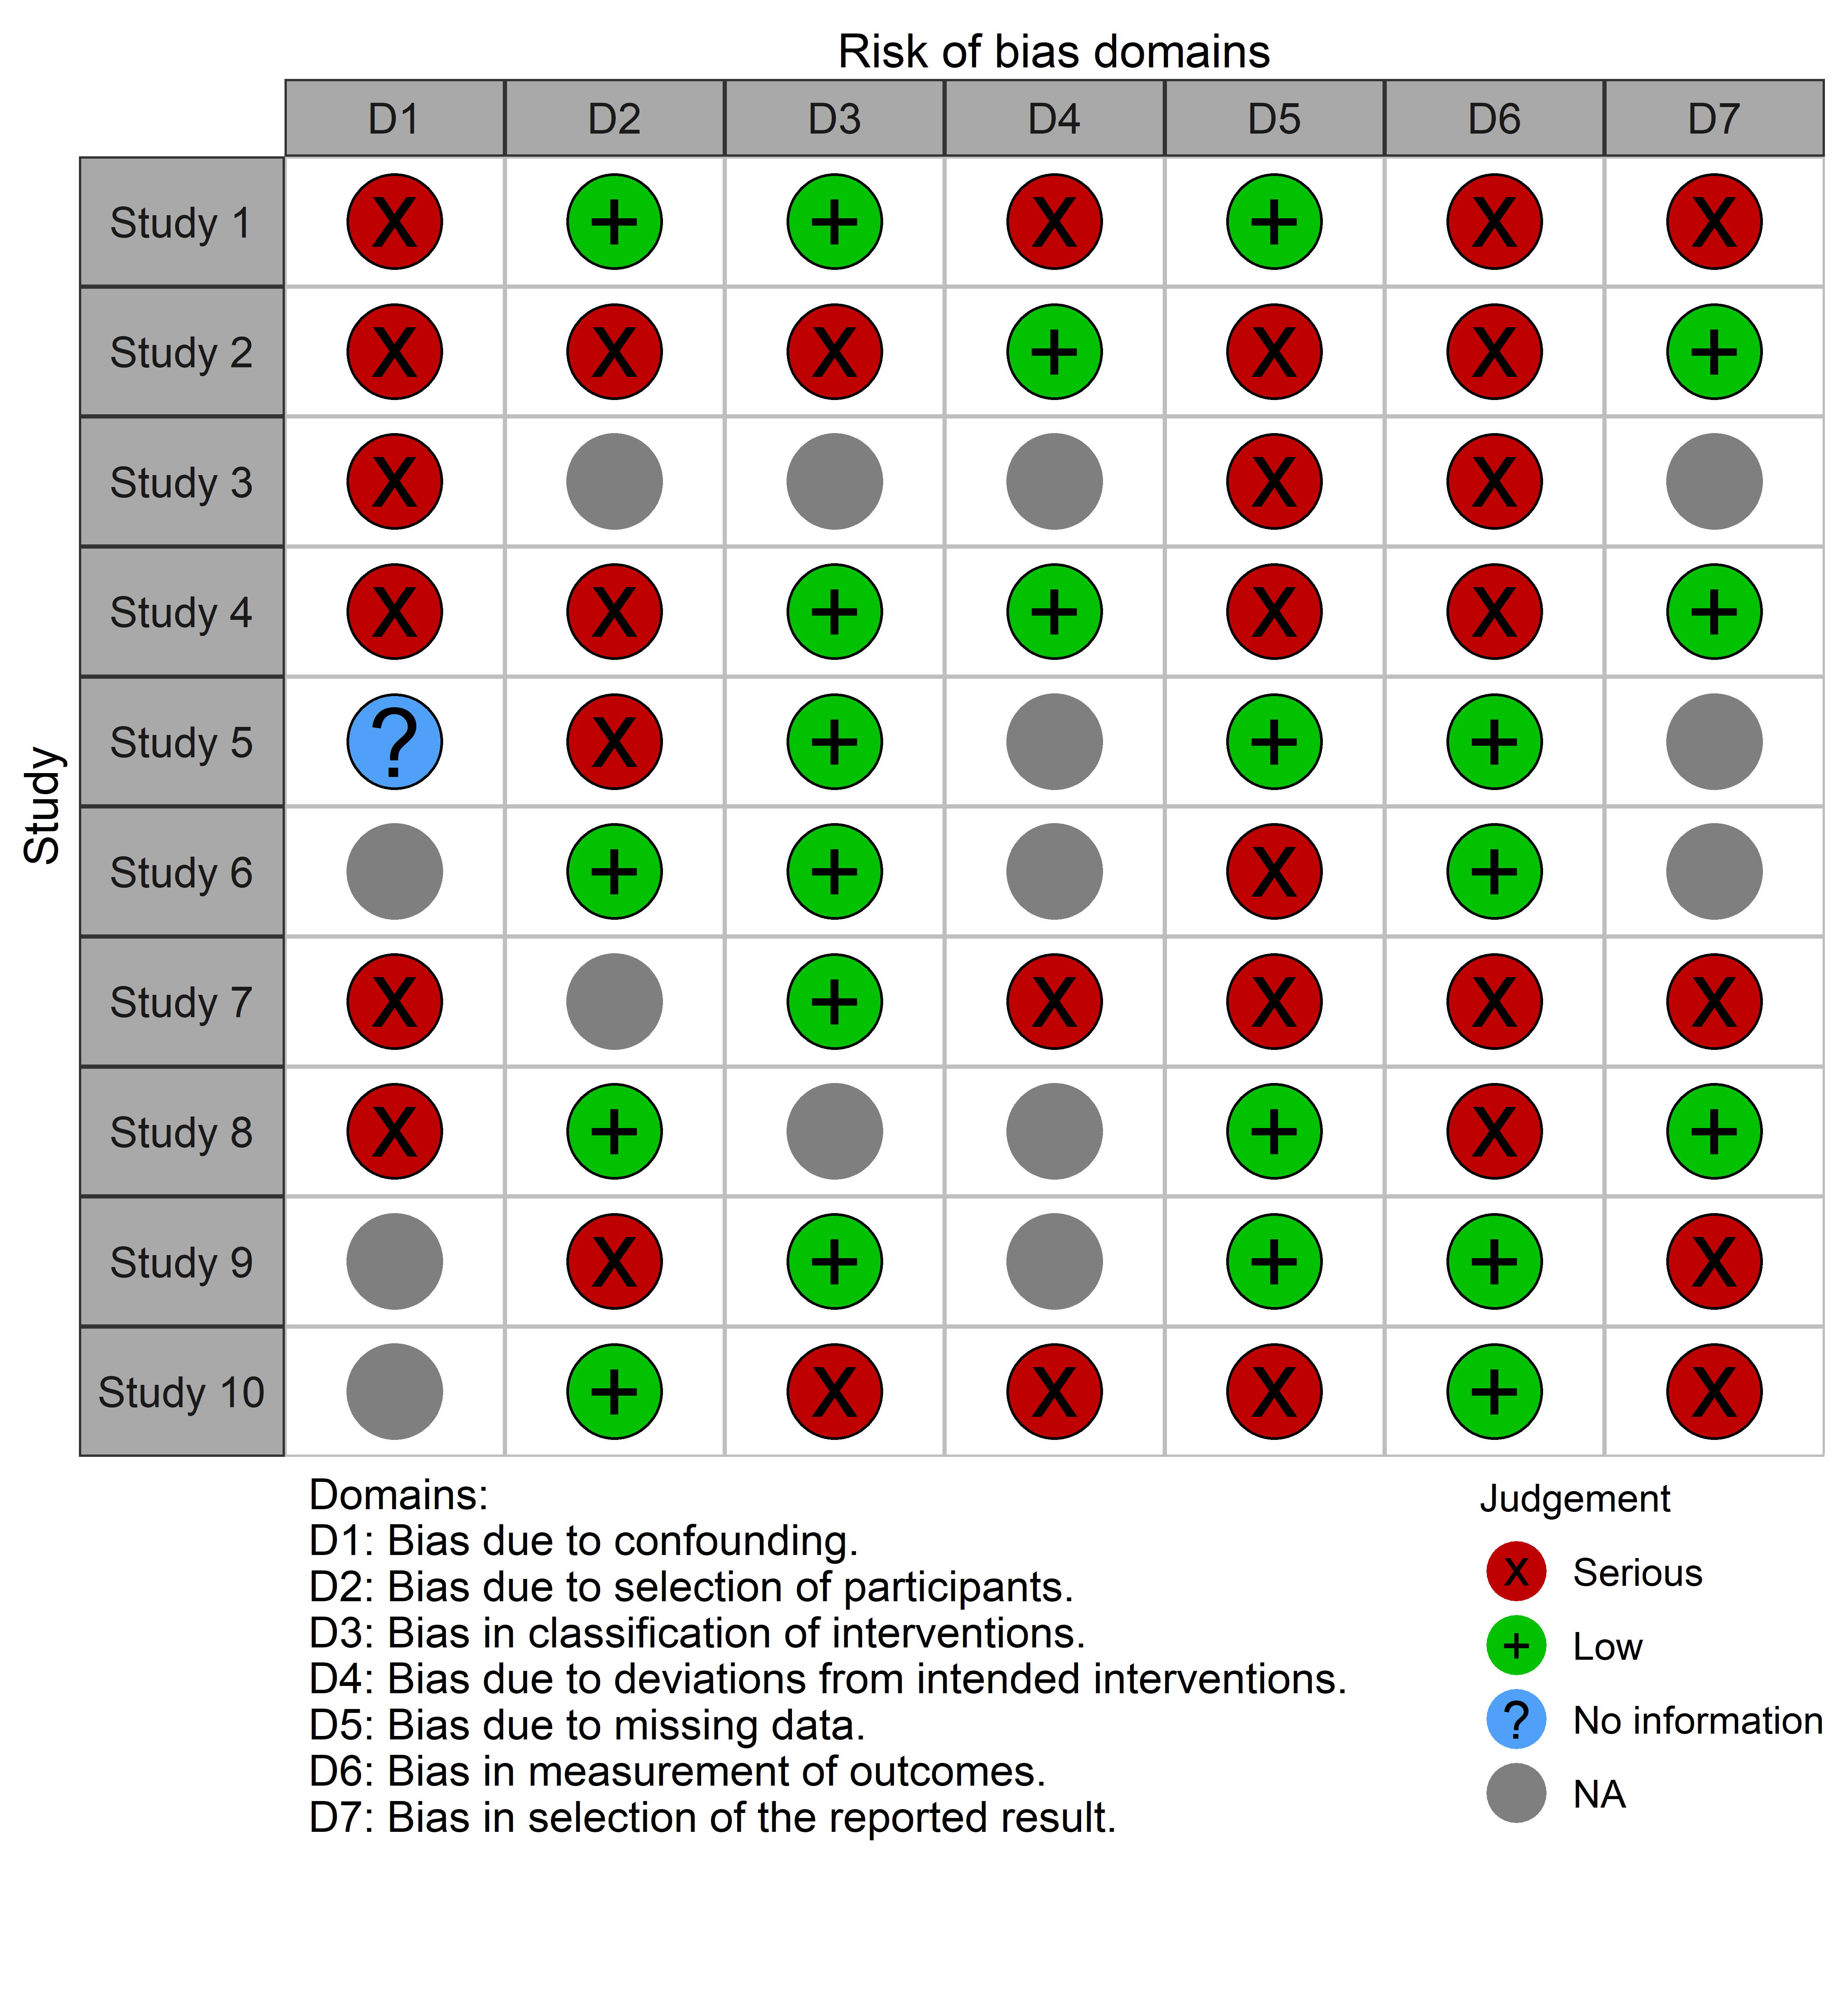 Risk of bias domains
D1 D2 D3 D4 D5 D6 D7
Study
Study 1 X + + X + X X
Study 2 X X X + X X +
Study 3 X X X
Study 4 X X + + X X +
Study 5 ? X + + +
Study 6 + + X +
Study 7 X + X X X X
Study 8 X + + X +
Study 9 X + + + X
Study 10 + X X X + X
Domains:
D1: Bias due to confounding.
D2: Bias due to selection of participants.
D3: Bias in classification of interventions.
D4: Bias due to deviations from intended interventions.
D5: Bias due to missing data.
D6: Bias in measurement of outcomes.
D7: Bias in selection of the reported result.
Judgement
X Serious
+ Low
? No information
NA